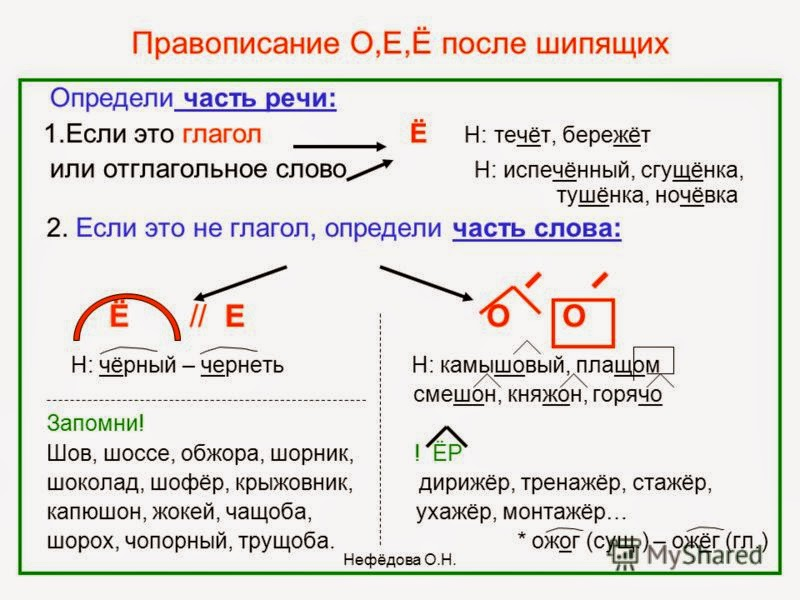 Правописание О,Е,Ё после шипящих
Определи часть речи:
1.Если это глагол Ё Н: течёт, бережёт
или отглагольное слово Н: испечённый, сгущёнка,
тушёнка, ночёвка
2. Если это не глагол, определи часть слова:
Ё // Е О О
Н: чёрный – чернеть Н: камышовый, плащом
смешон, княжон, горячо
Запомни!
Шов, шоссе, обжора, шорник, ! ЁР
шоколад, шофёр, крыжовник, дирижёр, тренажёр, стажёр,
капюшон, жокей, чащоба, ухажёр, монтажёр…
шорох, чопорный, трущоба. * ожог (сущ.) – ожёг (гл.)
Нефёдова О.Н.
MyShared